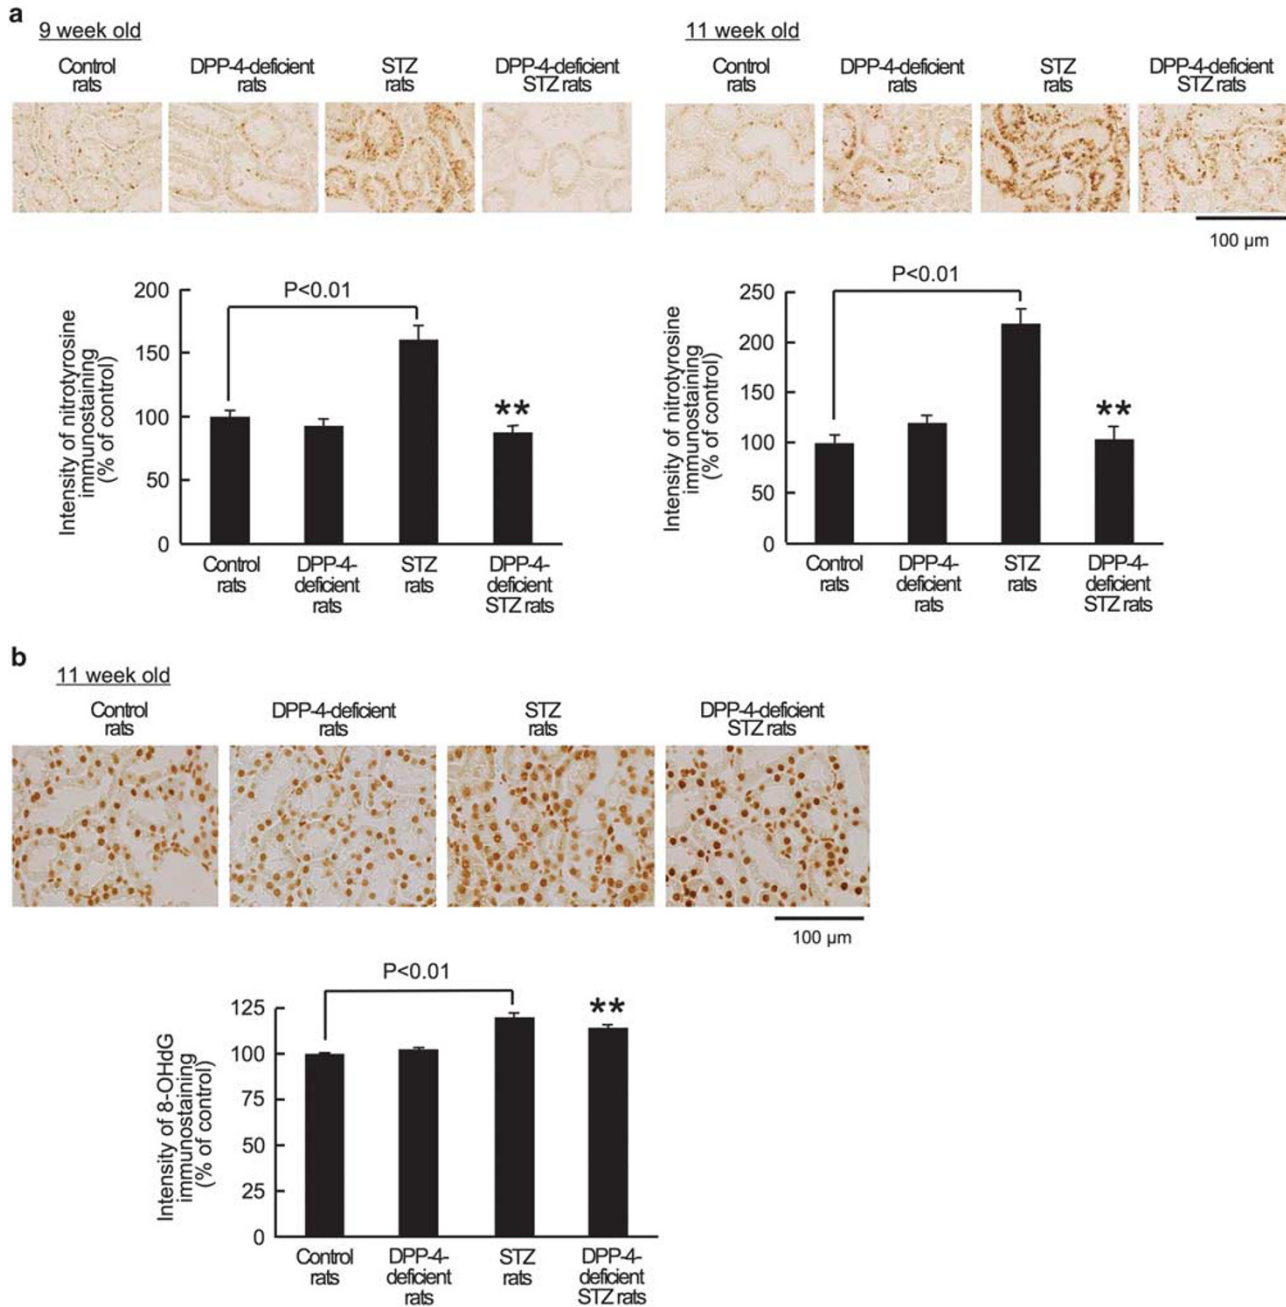 a
9 week old
11 week old
Control
rats
DPP-4-deficient
rats
STZ
rats
DPP-4-deficient
STZ rats
Control
rats
DPP-4-deficient
rats
STZ
rats
DPP-4-deficient
STZ rats
100 µm
Intensity of nitrotyrosine
immunostaining
(% of control)
200
150
100
50
0
P<0.01
**
Control
rats
DPP-4-
deficient
rats
STZ
rats
DPP-4-
deficient
STZ rats
Intensity of nitrotyrosine
immunostaining
(% of control)
250
200
150
100
50
0
P<0.01
**
Control
rats
DPP-4-
deficient
rats
STZ
rats
DPP-4-
deficient
STZ rats
b
11 week old
Control
rats
DPP-4-deficient
rats
STZ
rats
DPP-4-deficient
STZ rats
100 µm
Intensity of 8-OHdG
immunostaining
(% of control)
125
100
75
50
25
0
P<0.01
**
Control
rats
DPP-4-
deficient
rats
STZ
rats
DPP-4-
deficient
STZ rats